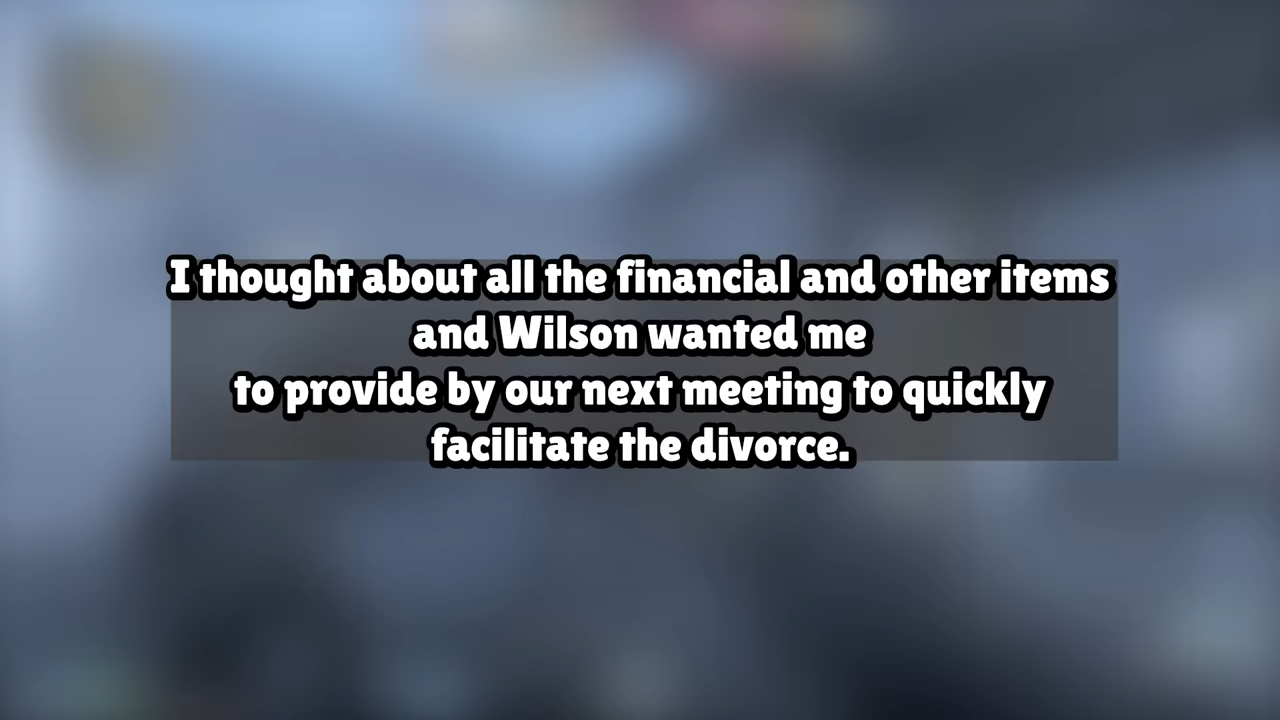 I thought about all the financial and other items
and Wilson wanted me
to provide by our next meeting to quickly
facilitate the divorce.